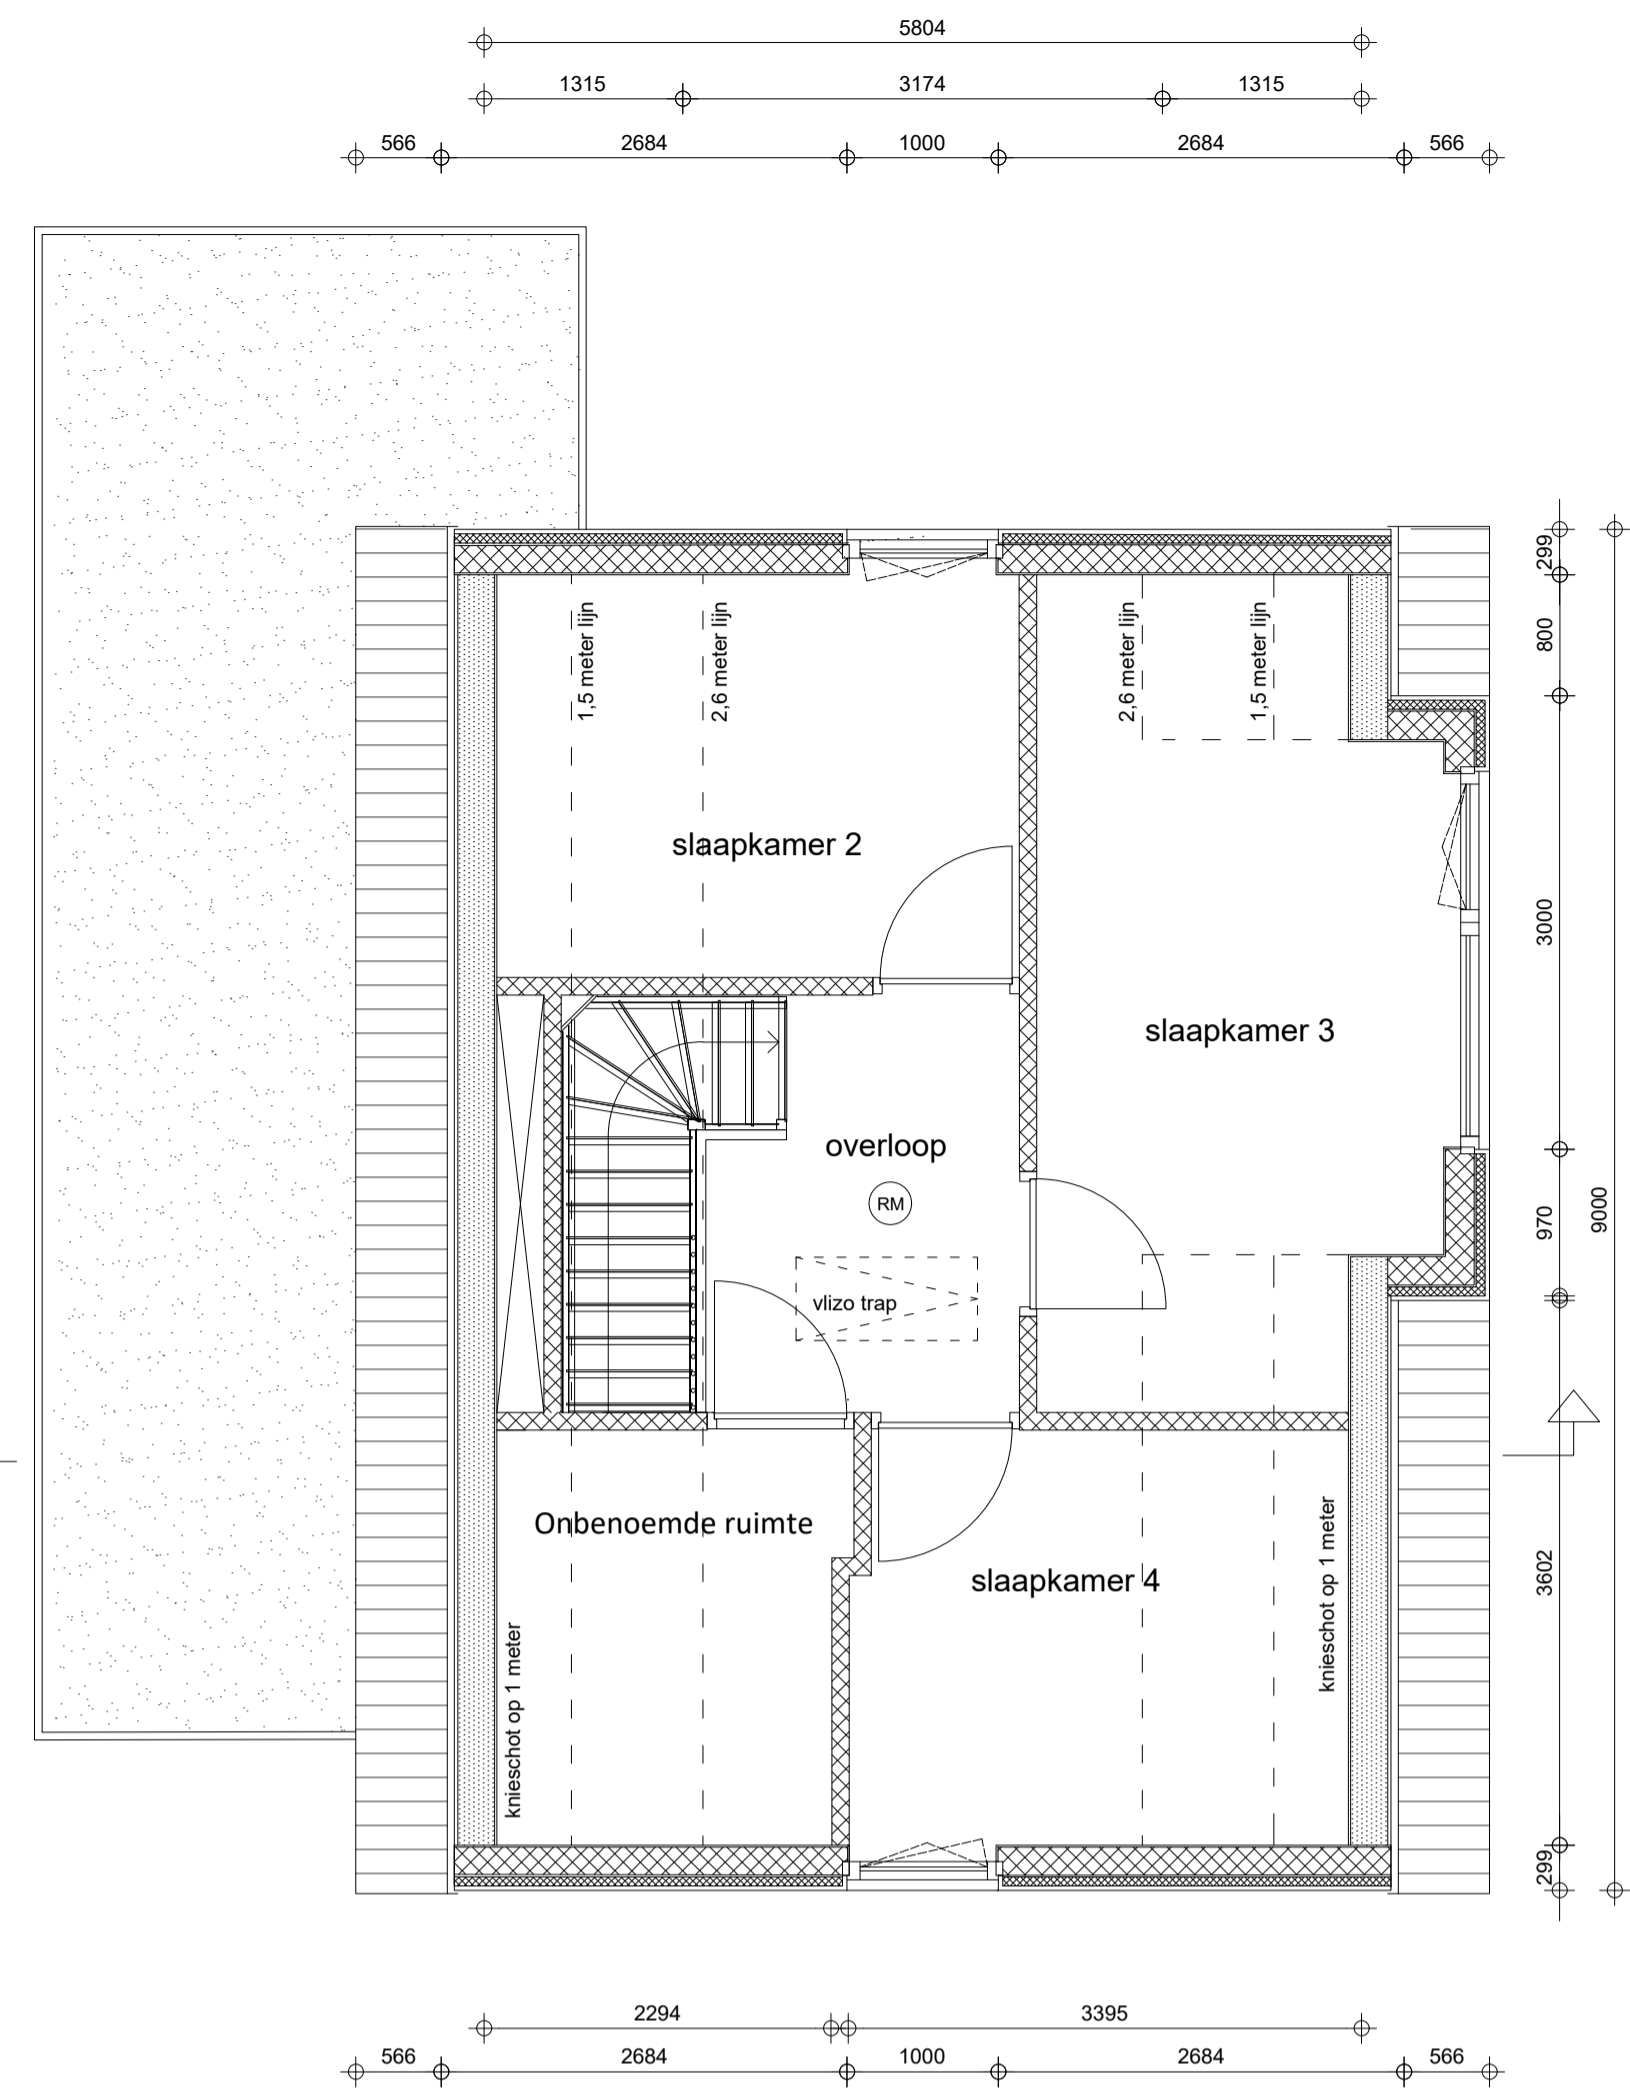 5804
1315 3174 1315
566 2684 1000 2684 566
299
1,5 meter lijn
2,6 meter lijn
2,6 meter lijn
1,5 meter lijn
800
slaapkamer 2
3000
slaapkamer 3
overloop
RM
970
9000
vlizo trap
Onbenoemde ruimte
slaapkamer 4
knieschot op 1 meter
knieschot op 1 meter
3602
299
2294 3395
566 2684 1000 2684 566